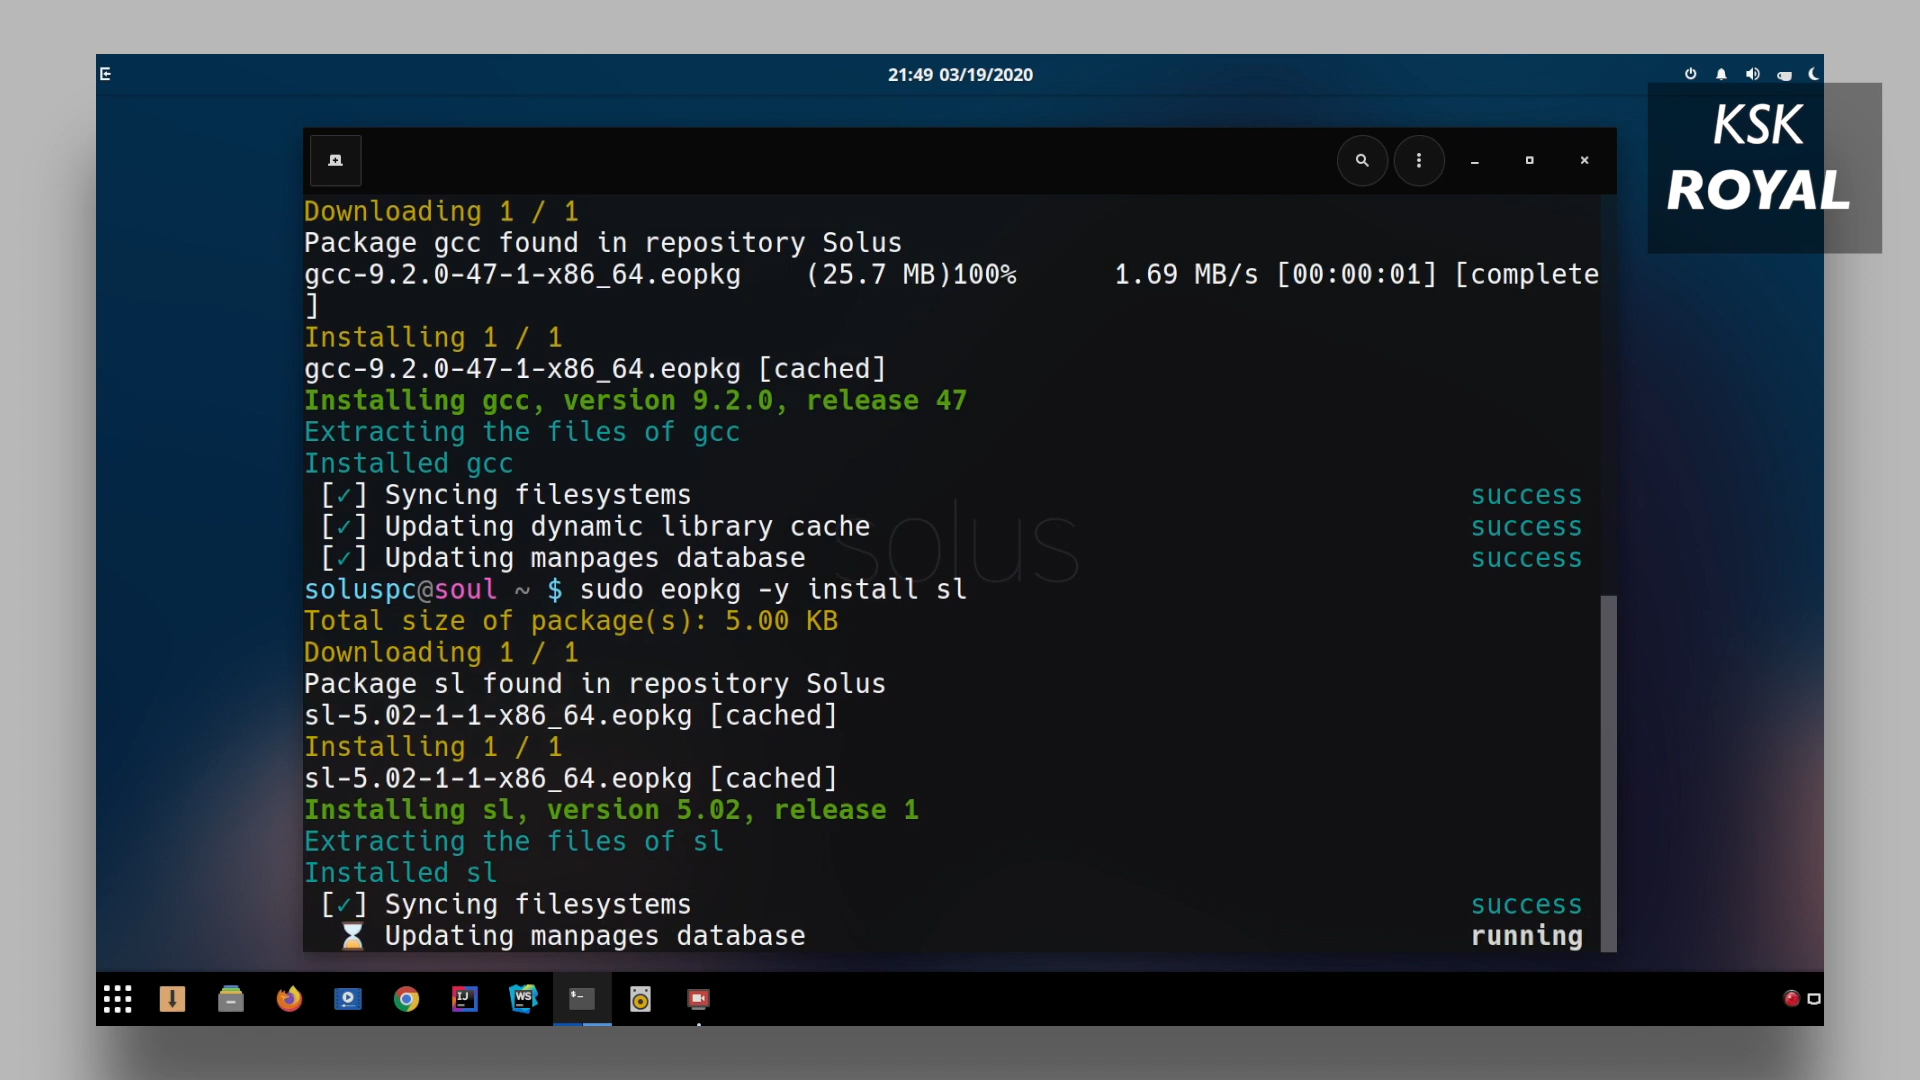 21:49 03/19/2020
KSK
ROYAL
Downloading 1 / 1
Package gcc found in repository Solus
gcc-9.2.0-47-1-x86_64.eopkg    (25.7 MB)100%      1.69 MB/s [00:00:01] [complete
]
Installing 1 / 1
gcc-9.2.0-47-1-x86_64.eopkg [cached]
Installing gcc, version 9.2.0, release 47
Extracting the files of gcc
Installed gcc
[✓] Syncing filesystems success
[✓] Updating dynamic library cache success
[✓] Updating manpages database success
solus
soluspc@soul ~ $ sudo eopkg -y install sl
Total size of package(s): 5.00 KB
Downloading 1 / 1
Package sl found in repository Solus
sl-5.02-1-1-x86_64.eopkg [cached]
Installing 1 / 1
sl-5.02-1-1-x86_64.eopkg [cached]
Installing sl, version 5.02, release 1
Extracting the files of sl
Installed sl
[✓] Syncing filesystems success
⌛ Updating manpages database running
IJ
WS
$-